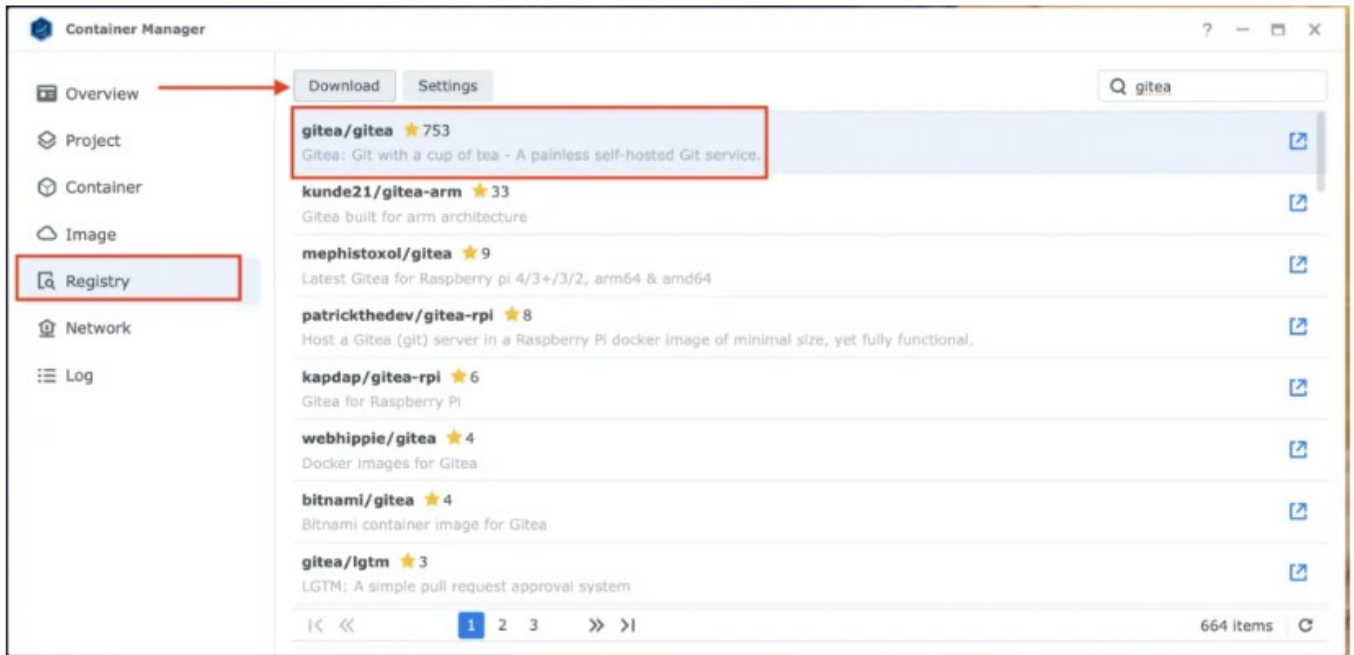 Container Manager
?
Overview
Project
Container
Image
Registry
Network
Log
Download Settings gitea
gitea/gitea 753
Gitea: Git with a cup of tea - A painless self-hosted Git service.
kunde21/gitea-arm 33
Gitea built for arm architecture
mephistoxol/gitea 9
Latest Gitea for Raspberry pi 4/3+/3/2, arm64 & amd64
patrickthedev/gitea-rpi 8
Host a Gitea (git) server in a Raspberry Pi docker image of minimal size, yet fully functional.
kapdap/gitea-rpi 6
Gitea for Raspberry Pi
webhippie/gitea 4
Docker images for Gitea
bitnami/gitea 4
Bitnami container image for Gitea
gitea/lgtm 3
LGTM: A simple pull request approval system
1 2 3 664 items